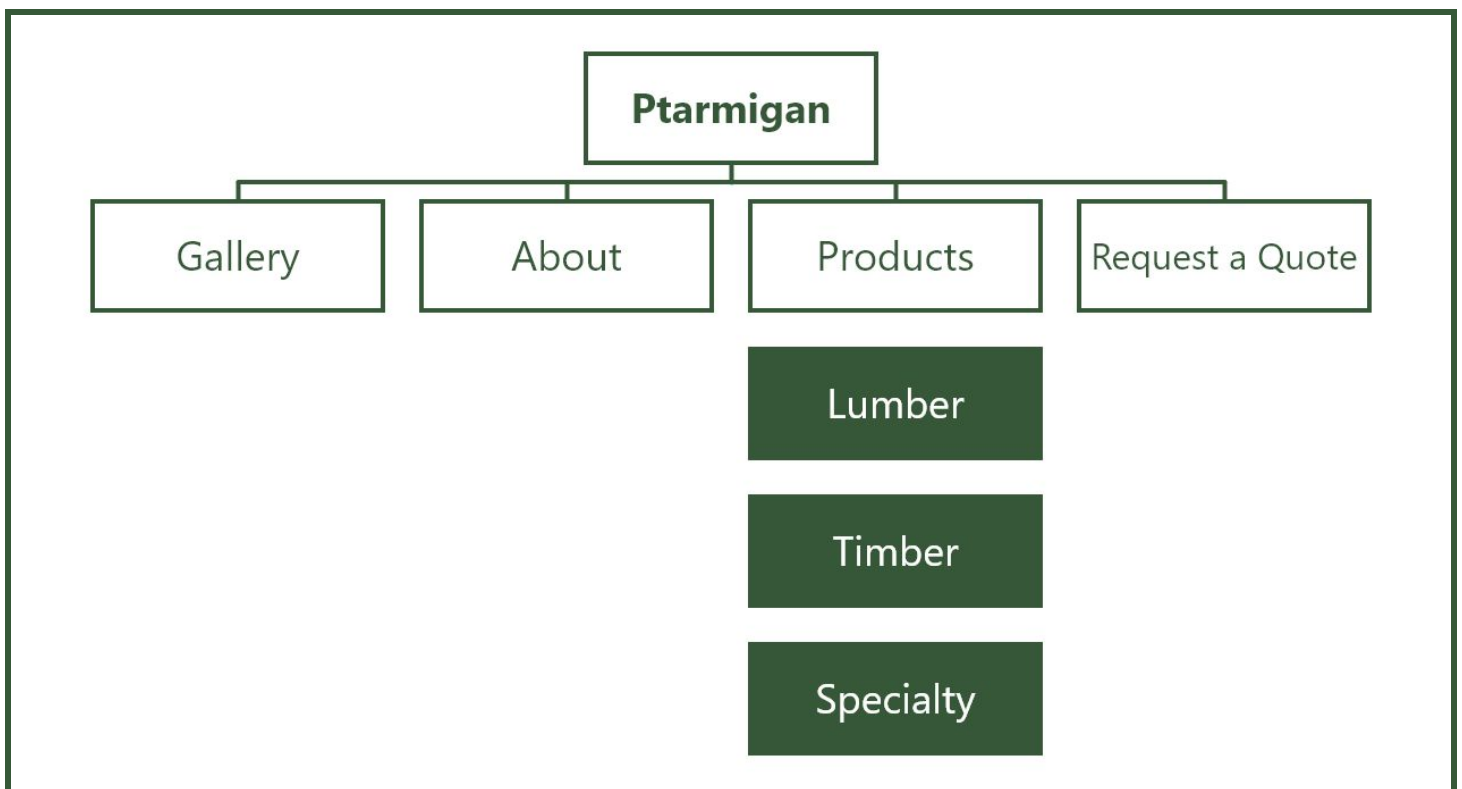 Ptarmigan
Gallery
About
Products
Request a Quote
Lumber
Timber
Specialty